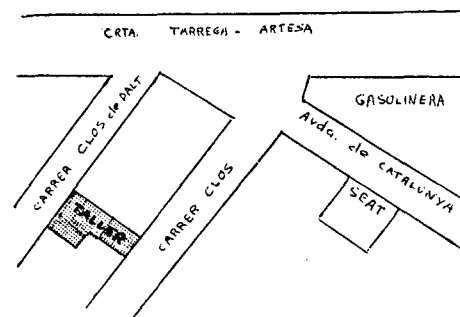 CRTA. TARREGA - ARTESA
GASOLINERA
CARRER CLOS de DALT
Avda. de CATALUNYA
CARRER CLOS
SEAT
TALLER